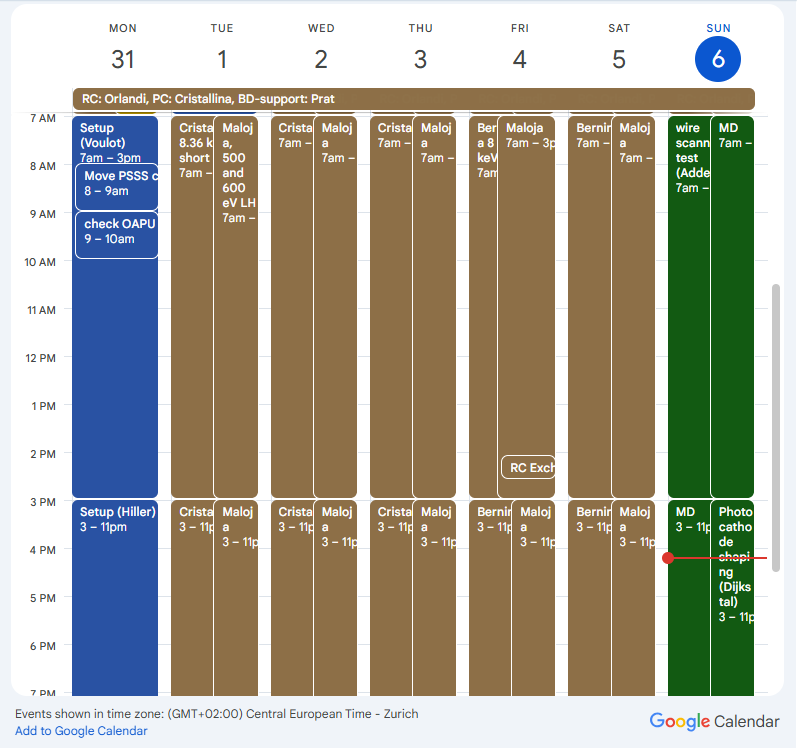 MON TUE WED THU FRI SAT SUN
31 1 2 3 4 5 6
RC: Orlandi, PC: Cristallina, BD-support: Prat
7 AM
8 AM
9 AM
10 AM
11 AM
12 PM
1 PM
2 PM
3 PM
4 PM
5 PM
6 PM
7 PM
Setup
(Voulot)
7am – 3pm
Move PSSS c
8 – 9am
check OAPU
9 – 10am
Setup (Hiller)
3 – 11pm
Crista
8.36 k
short
7am –
Maloj
a,
500
and
600
eV LH
7am –
Crista
3 – 11p
Maloj
a
3 – 11p
Crista
7am –
Maloj
a
7am –
Crista
3 – 11p
Maloj
a
3 – 11p
Crista
7am –
Maloj
a
7am –
Crista
3 – 11p
Maloj
a
3 – 11p
Ber
a 8
keV
7am
Maloja
7am – 3p
RC Exch
Bernin
3 – 11p
Maloj
a
3 – 11p
Bernin
7am –
Maloj
a
7am –
Bernin
3 – 11p
Maloj
a
3 – 11p
wire
scann
test
(Adde
7am –
MD
7am –
MD
3 – 11p
Photo
catho
de
shapi
ng
(Dijks
tal)
3 – 11p
Events shown in time zone: (GMT+02:00) Central European Time - Zurich
Add to Google Calendar
Google Calendar